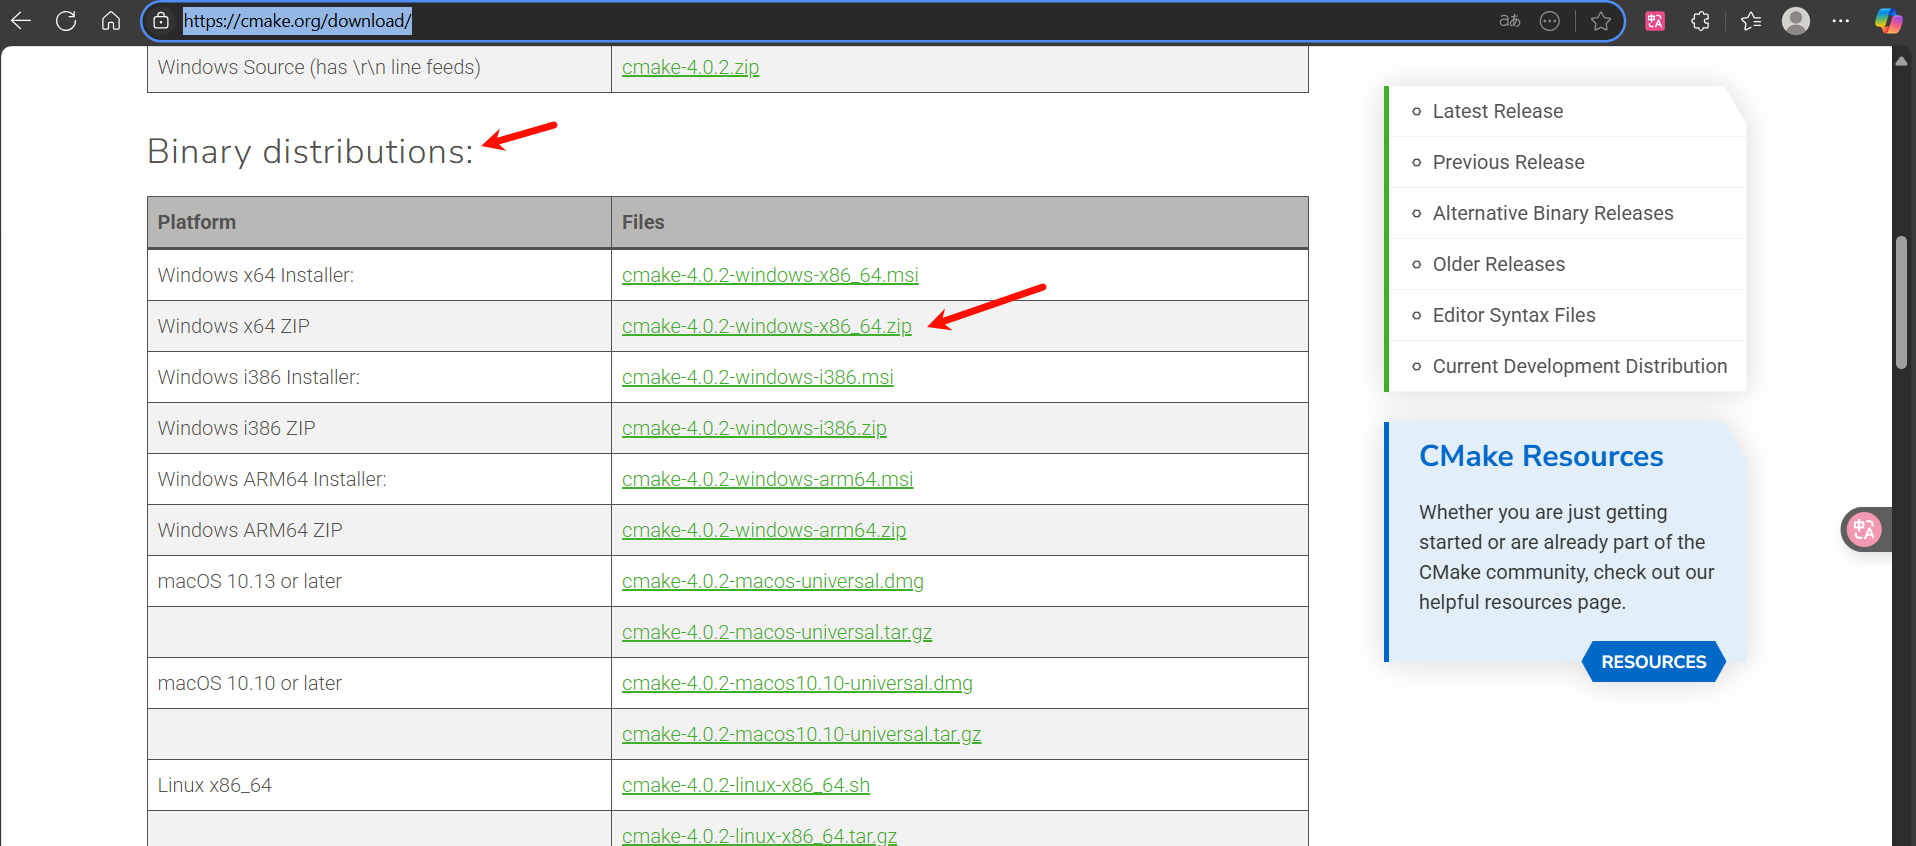 https://cmake.org/download/
Windows Source (has \r\n line feeds)
cmake-4.0.2.zip
Binary distributions:
Platform
Files
Windows x64 Installer:
cmake-4.0.2-windows-x86_64.msi
Windows x64 ZIP
cmake-4.0.2-windows-x86_64.zip
Windows i386 Installer:
cmake-4.0.2-windows-i386.msi
Windows i386 ZIP
cmake-4.0.2-windows-i386.zip
Windows ARM64 Installer:
cmake-4.0.2-windows-arm64.msi
Windows ARM64 ZIP
cmake-4.0.2-windows-arm64.zip
macOS 10.13 or later
cmake-4.0.2-macos-universal.dmg
cmake-4.0.2-macos-universal.tar.gz
macOS 10.10 or later
cmake-4.0.2-macos10.10-universal.dmg
cmake-4.0.2-macos10.10-universal.tar.gz
Linux x86_64
cmake-4.0.2-linux-x86_64.sh
cmake-4.0.2-linux-x86_64.tar.gz
Latest Release
Previous Release
Alternative Binary Releases
Older Releases
Editor Syntax Files
Current Development Distribution
CMake Resources
Whether you are just getting
started or are already part of the
CMake community, check out our
helpful resources page.
RESOURCES